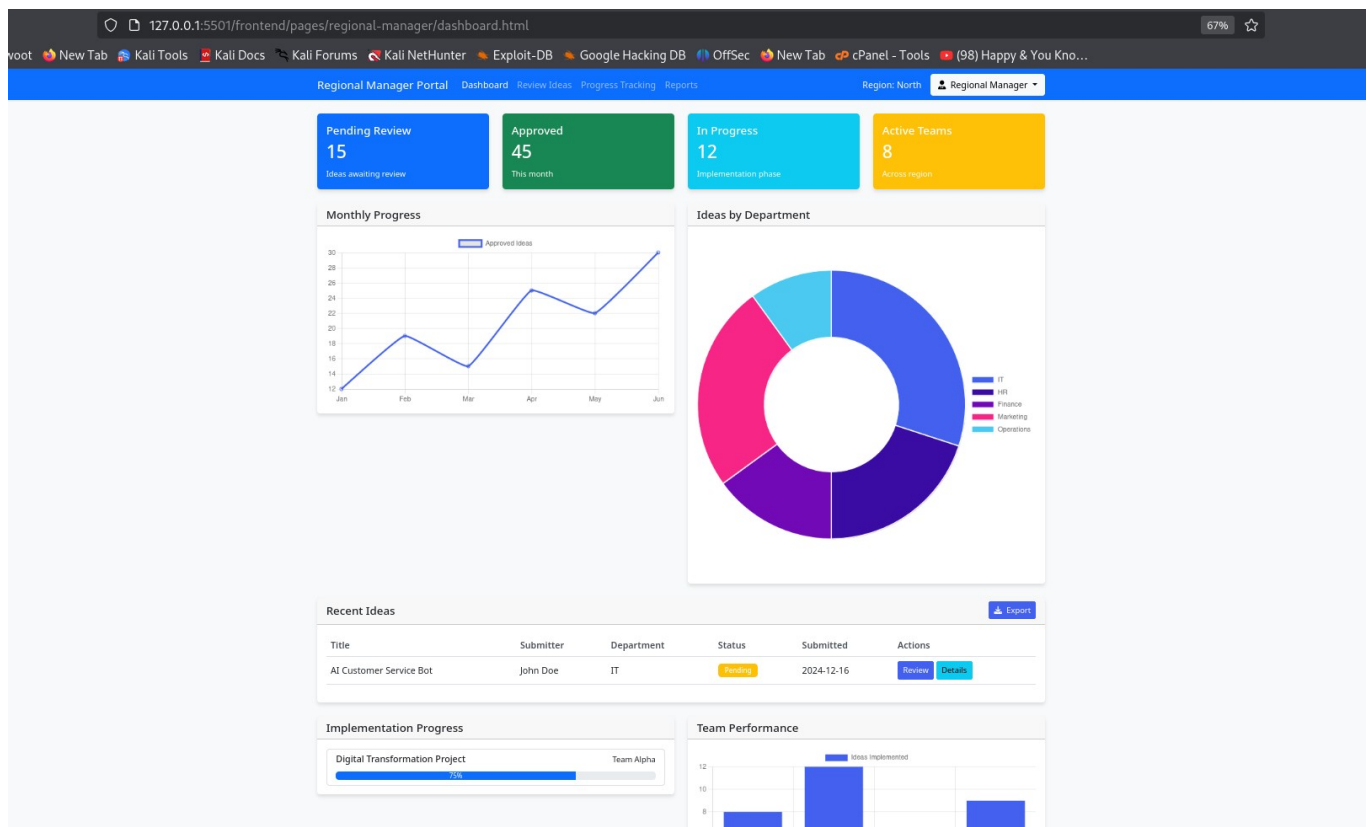 127.0.0.1:5501/frontend/pages/regional-manager/dashboard.html 67%
woot New Tab Kali Tools Kali Docs Kali Forums Kali NetHunter Exploit-DB Google Hacking DB OffSec New Tab cPanel - Tools (98) Happy & You Kno...
Regional Manager Portal Dashboard Review Ideas Progress Tracking Reports Region: North Regional Manager
Pending Review
15
Ideas awaiting review
Approved
45
This month
In Progress
12
Implementation phase
Active Teams
8
Across region
Monthly Progress
Approved Ideas
30
28
26
24
22
20
18
16
14
12
Jan Feb Mar Apr May Jun
Ideas by Department
IT
HR
Finance
Marketing
Operations
Recent Ideas Export
Title Submitter Department Status Submitted Actions
AI Customer Service Bot John Doe IT Pending 2024-12-16 Review Details
Implementation Progress
Digital Transformation Project Team Alpha
75%
Team Performance
Ideas Implemented
12
10
8